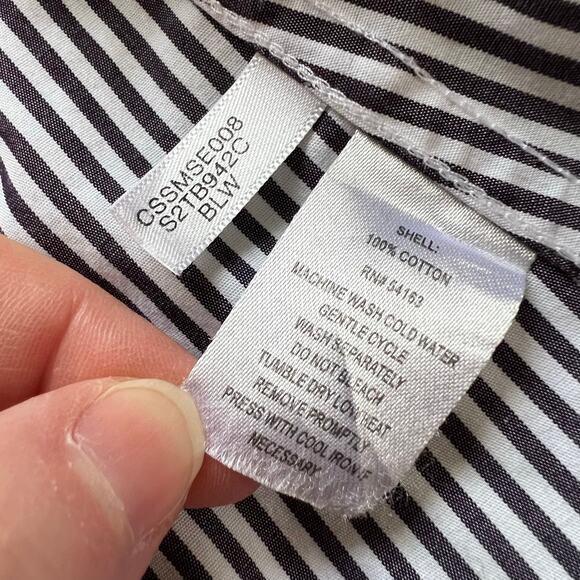 CSSMSE008
S2TB942C
BLW
SHELL:
100% COTTON
RN# 54163
MACHINE WASH COLD WATER
GENTLE CYCLE
WASH SEPARATELY
DO NOT BLEACH
TUMBLE DRY LOW HEAT
REMOVE PROMPTLY
PRESS WITH COOL IRON IF
NECESSARY